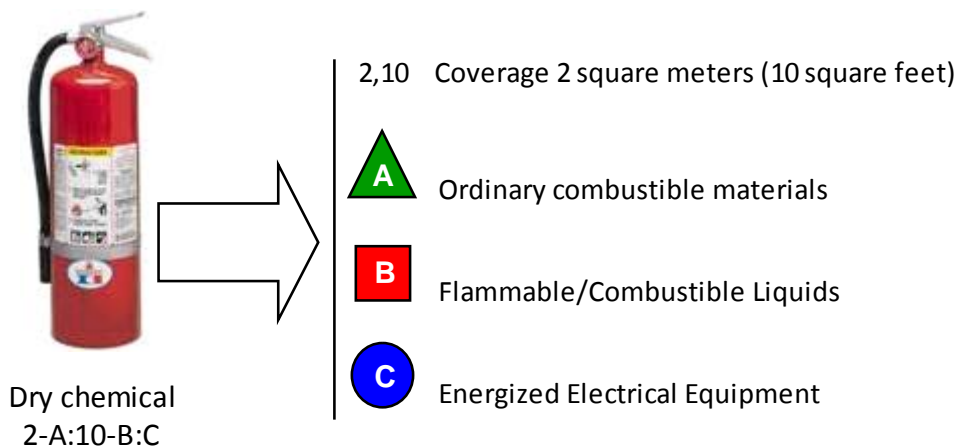 2,10 Coverage 2 square meters (10 square feet)
A Ordinary combustible materials
B Flammable/Combustible Liquids
C Energized Electrical Equipment
Dry chemical
2-A:10-B:C